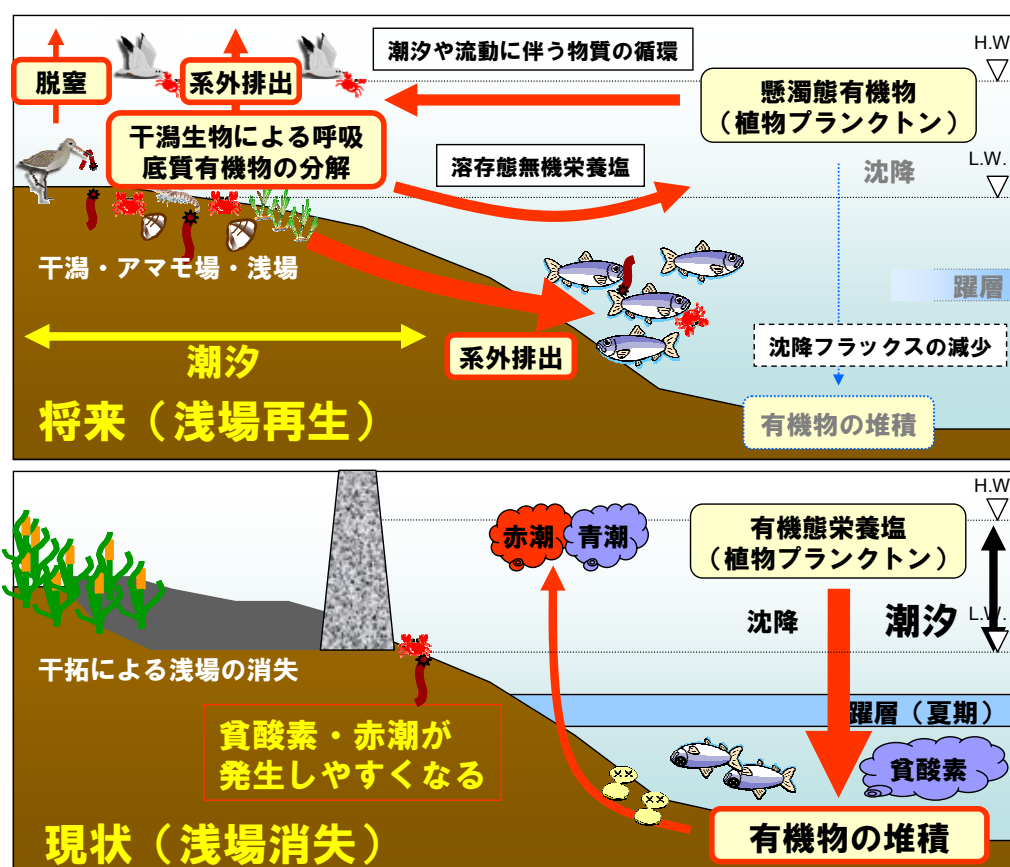 脱窒
系外排出
潮汐や流動に伴う物質の循環
H.W
懸濁態有機物
（植物プランクトン）
干潟生物による呼吸
底質有機物の分解
溶存態無機栄養塩
沈降
L.W.
干潟・アマモ場・浅場
躍層
潮汐
系外排出
沈降フラックスの減少
将来（浅場再生）
有機物の堆積
H.W
赤潮
青潮
有機態栄養塩
（植物プランクトン）
沈降
潮汐
L.W.
干拓による浅場の消失
躍層（夏期）
貧酸素・赤潮が
発生しやすくなる
貧酸素
現状（浅場消失）
有機物の堆積